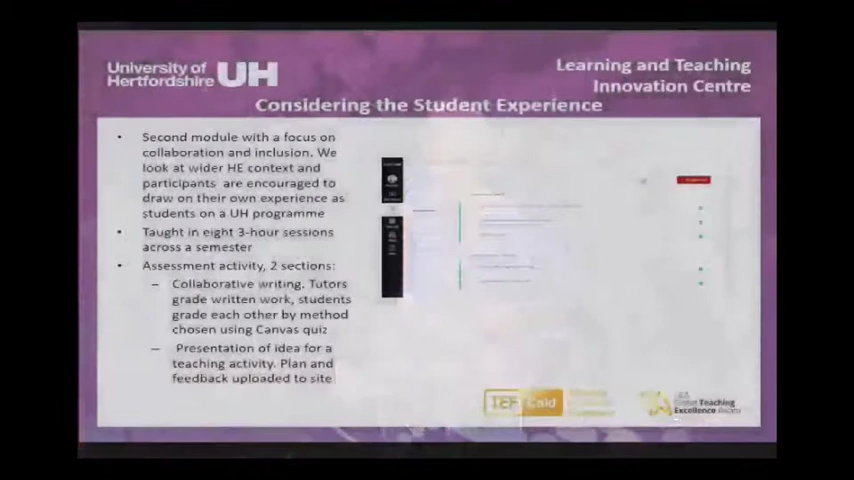 University of
Hertfordshire UH
Learning and Teaching
Innovation Centre
Considering the Student Experience
• Second module with a focus on
collaboration and inclusion. We
look at wider HE context and
participants are encouraged to
draw on their own experience as
students on a UH programme
• Taught in eight 3-hour sessions
across a semester
• Assessment activity, 2 sections:
– Collaborative writing. Tutors
grade written work, students
grade each other by method
chosen using Canvas quiz
– Presentation of idea for a
teaching activity. Plan and
feedback uploaded to site
Teaching
Excellence